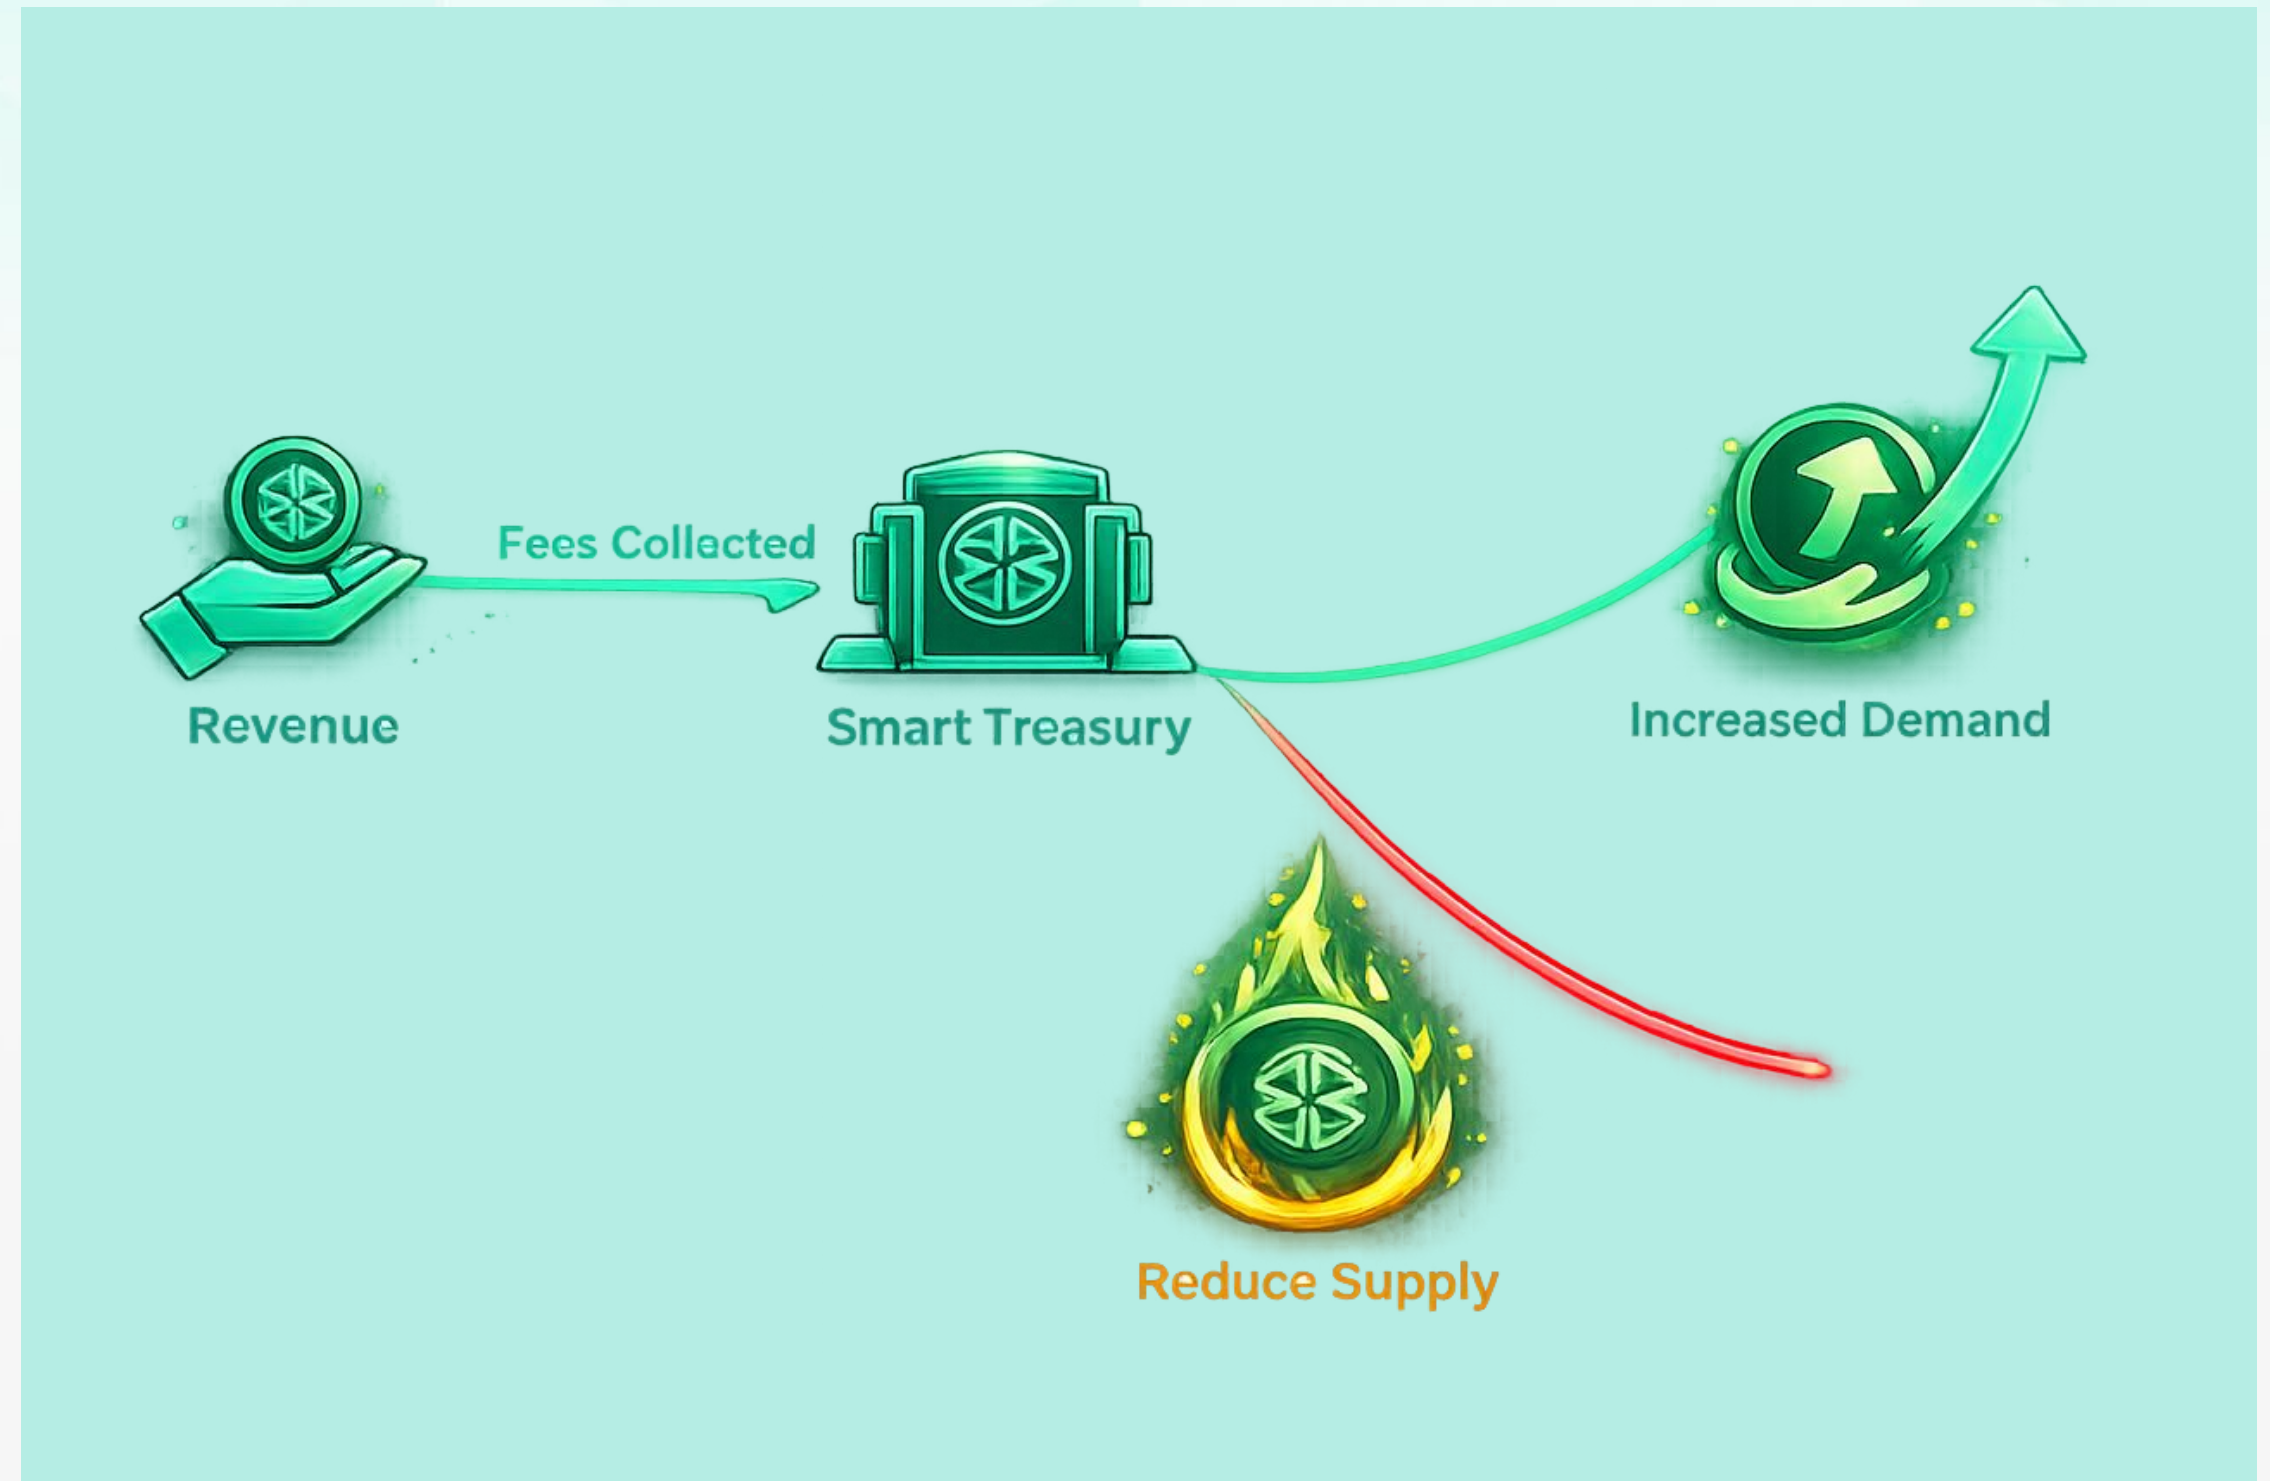 Fees Collected
Revenue
Smart Treasury
Increased Demand
Reduce Supply